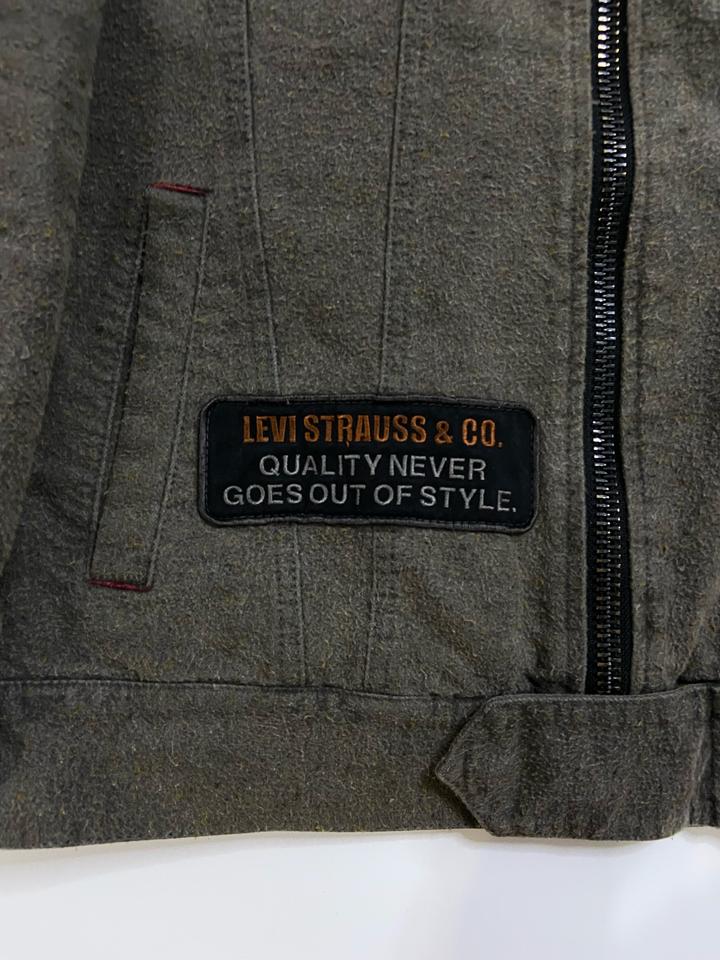 LEVI STRAUSS & CO.
QUALITY NEVER
GOES OUT OF STYLE.